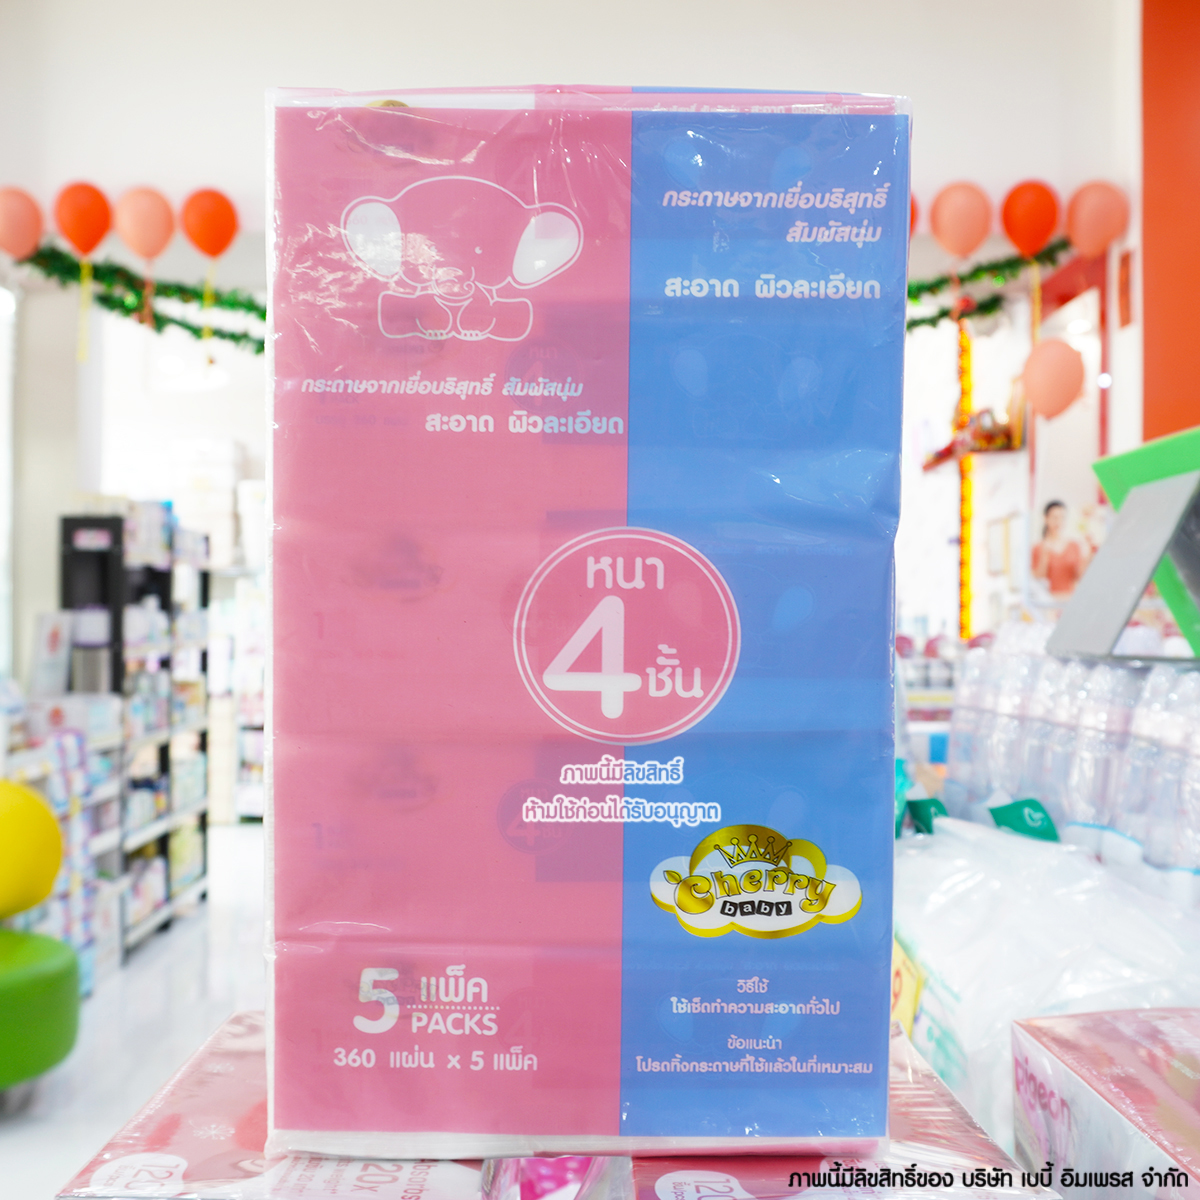 กระดาษจากเยื่อบริสุทธิ์
สัมผัสนุ่ม
สะอาด ผิวละเอียด
กระดาษจากเยื่อบริสุทธิ์ สัมผัสนุ่ม
สะอาด ผิวละเอียด
หนา
4 ชั้น
ภาพนี้มีลิขสิทธิ์
ห้ามใช้ก่อนได้รับอนุญาต
Cherry
baby
5 แพ็ค
PACKS
360 แผ่น x 5 แพ็ค
วิธีใช้
ใช้เช็ดทำความสะอาดทั่วไป
ข้อแนะนำ
โปรดทิ้งกระดาษที่ใช้แล้วในที่เหมาะสม
pigeon
ภาพนี้มีลิขสิทธิ์ของ บริษัท เบบี้ อิมเพรส จำกัด